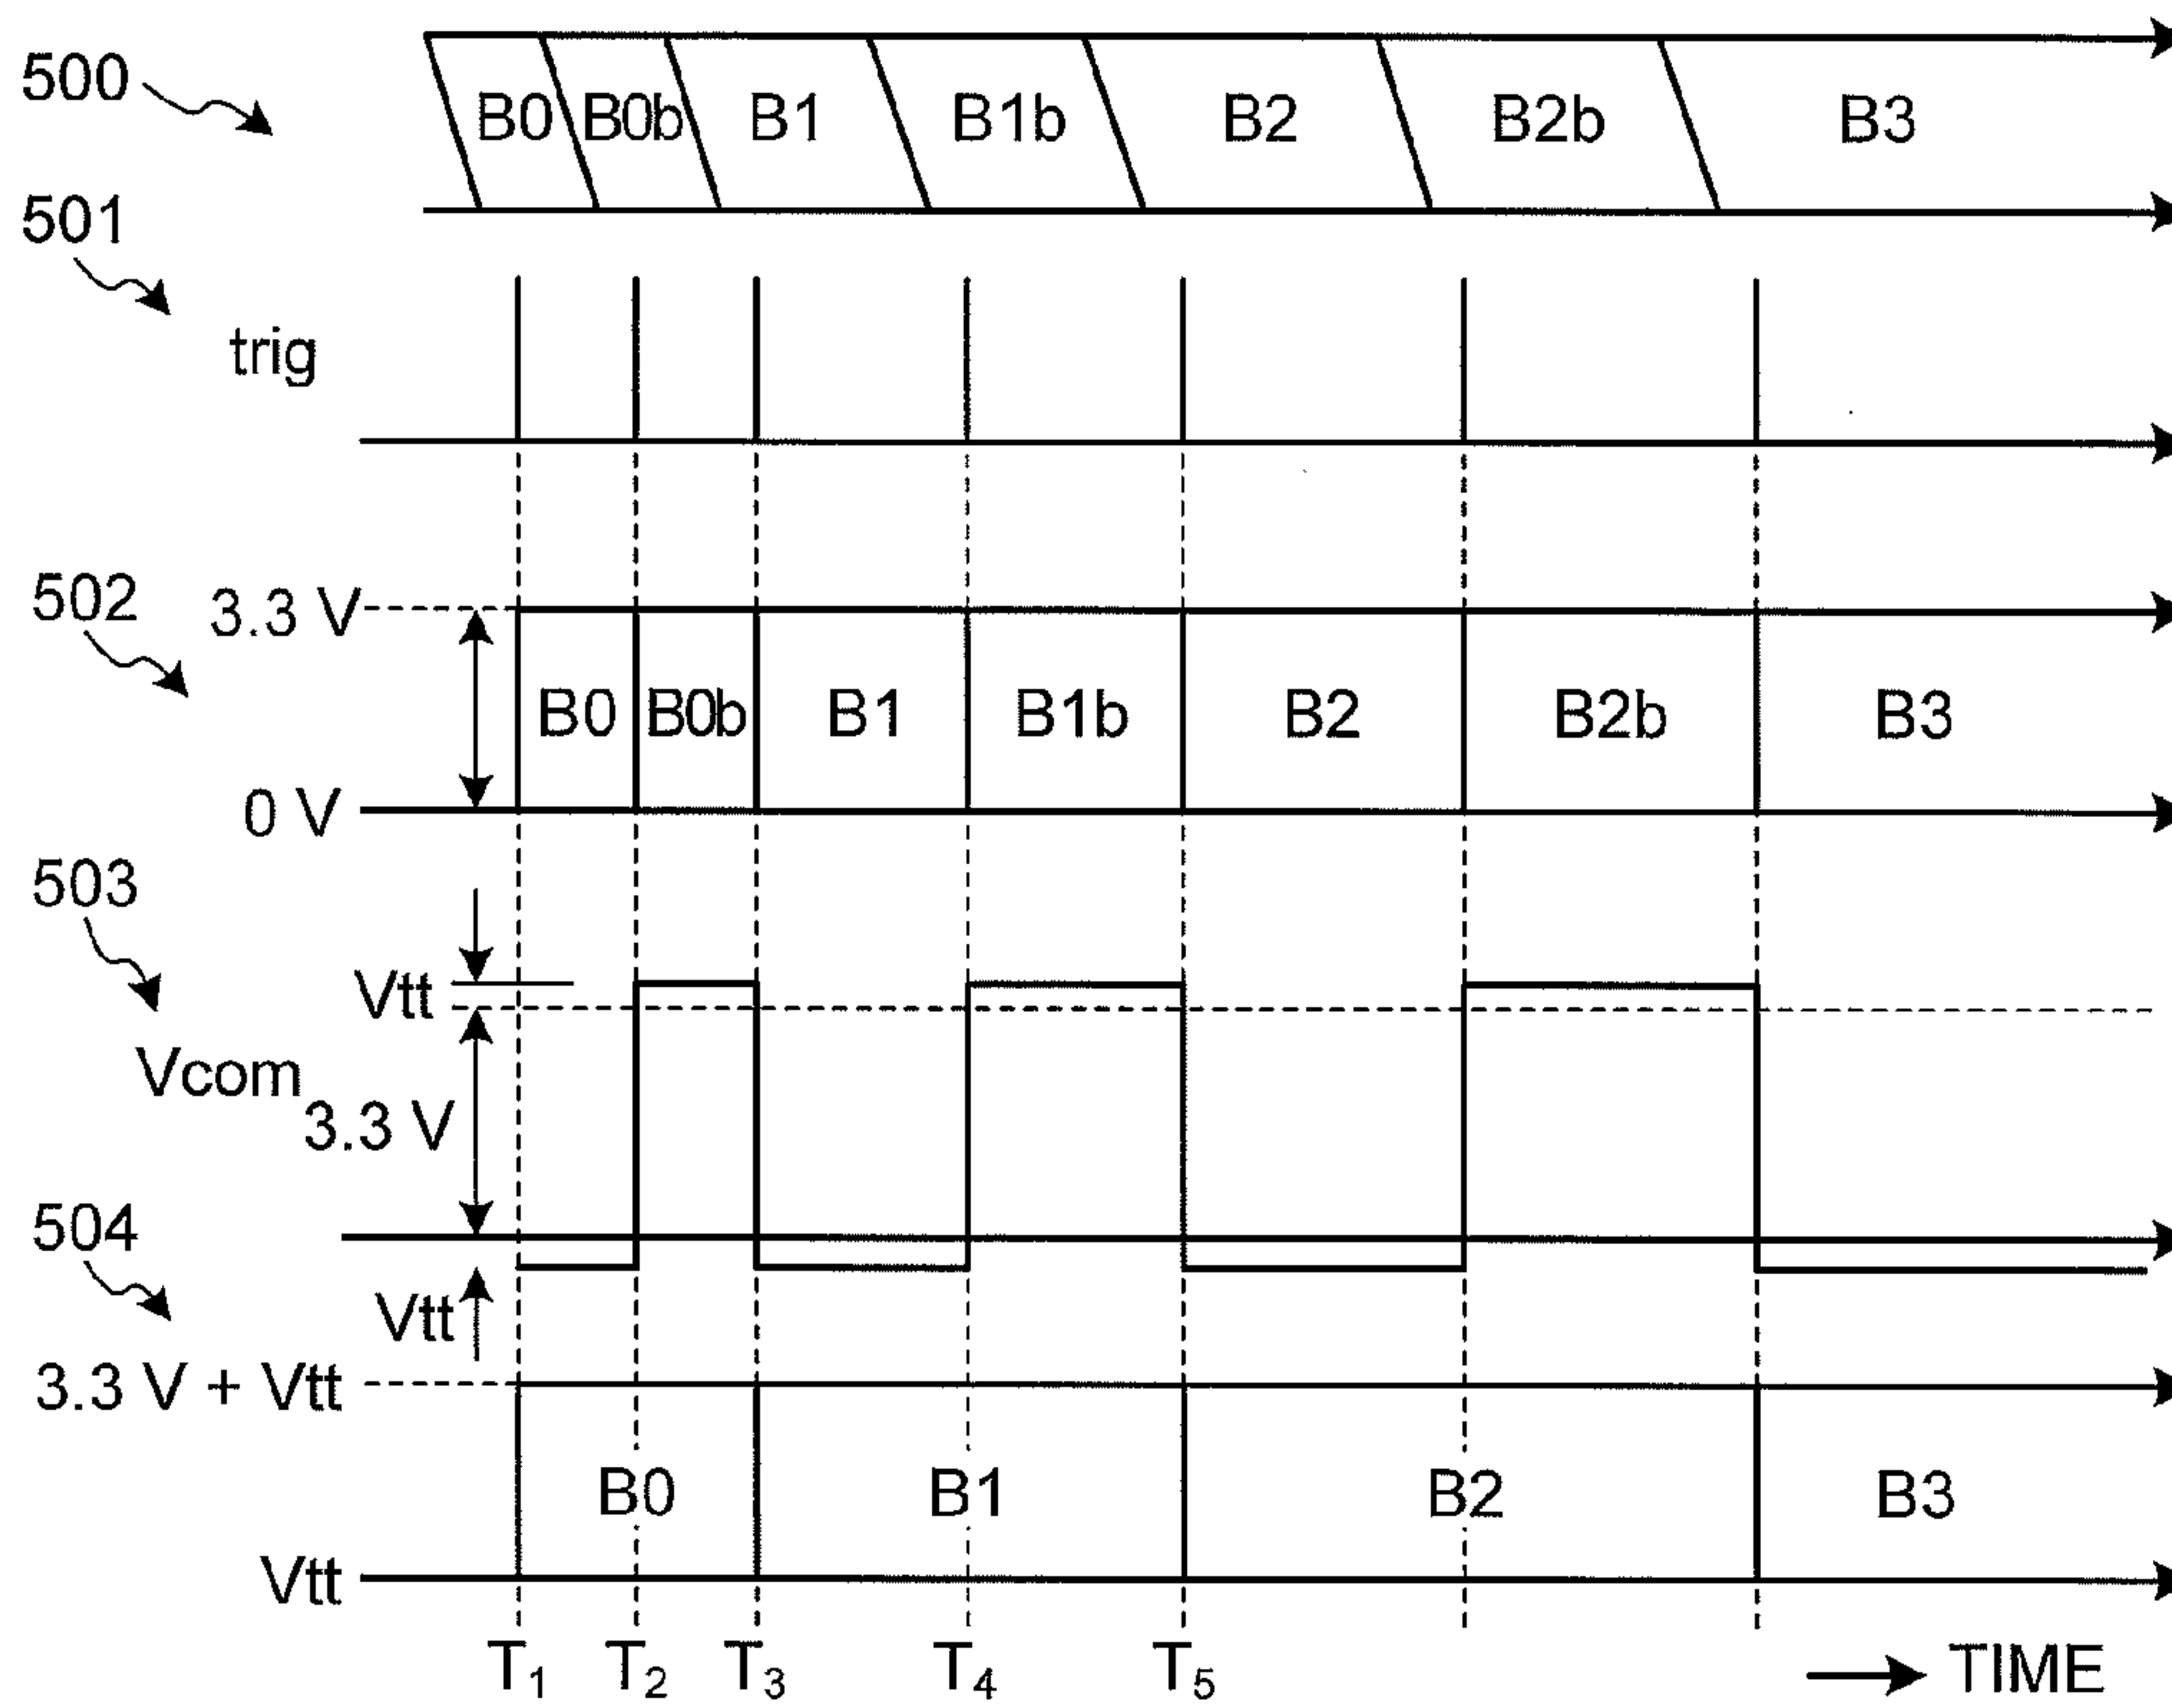 500
B0 B0b B1 B1b B2 B2b B3
501
trig
502
3.3 V
B0 B0b B1 B1b B2 B2b B3
0 V
503
Vtt
Vcom
3.3 V
504
Vtt
3.3 V + Vtt
B0 B1 B2 B3
Vtt
T1 T2 T3 T4 T5 TIME